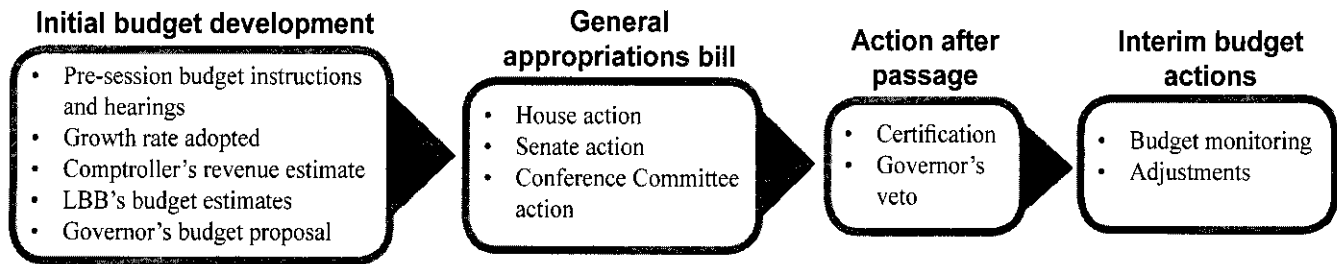 Initial budget development
• Pre-session budget instructions
and hearings
• Growth rate adopted
• Comptroller's revenue estimate
• LBB's budget estimates
• Governor's budget proposal
General
appropriations bill
• House action
• Senate action
• Conference Committee
action
Action after
passage
• Certification
• Governor's
veto
Interim budget
actions
• Budget monitoring
• Adjustments